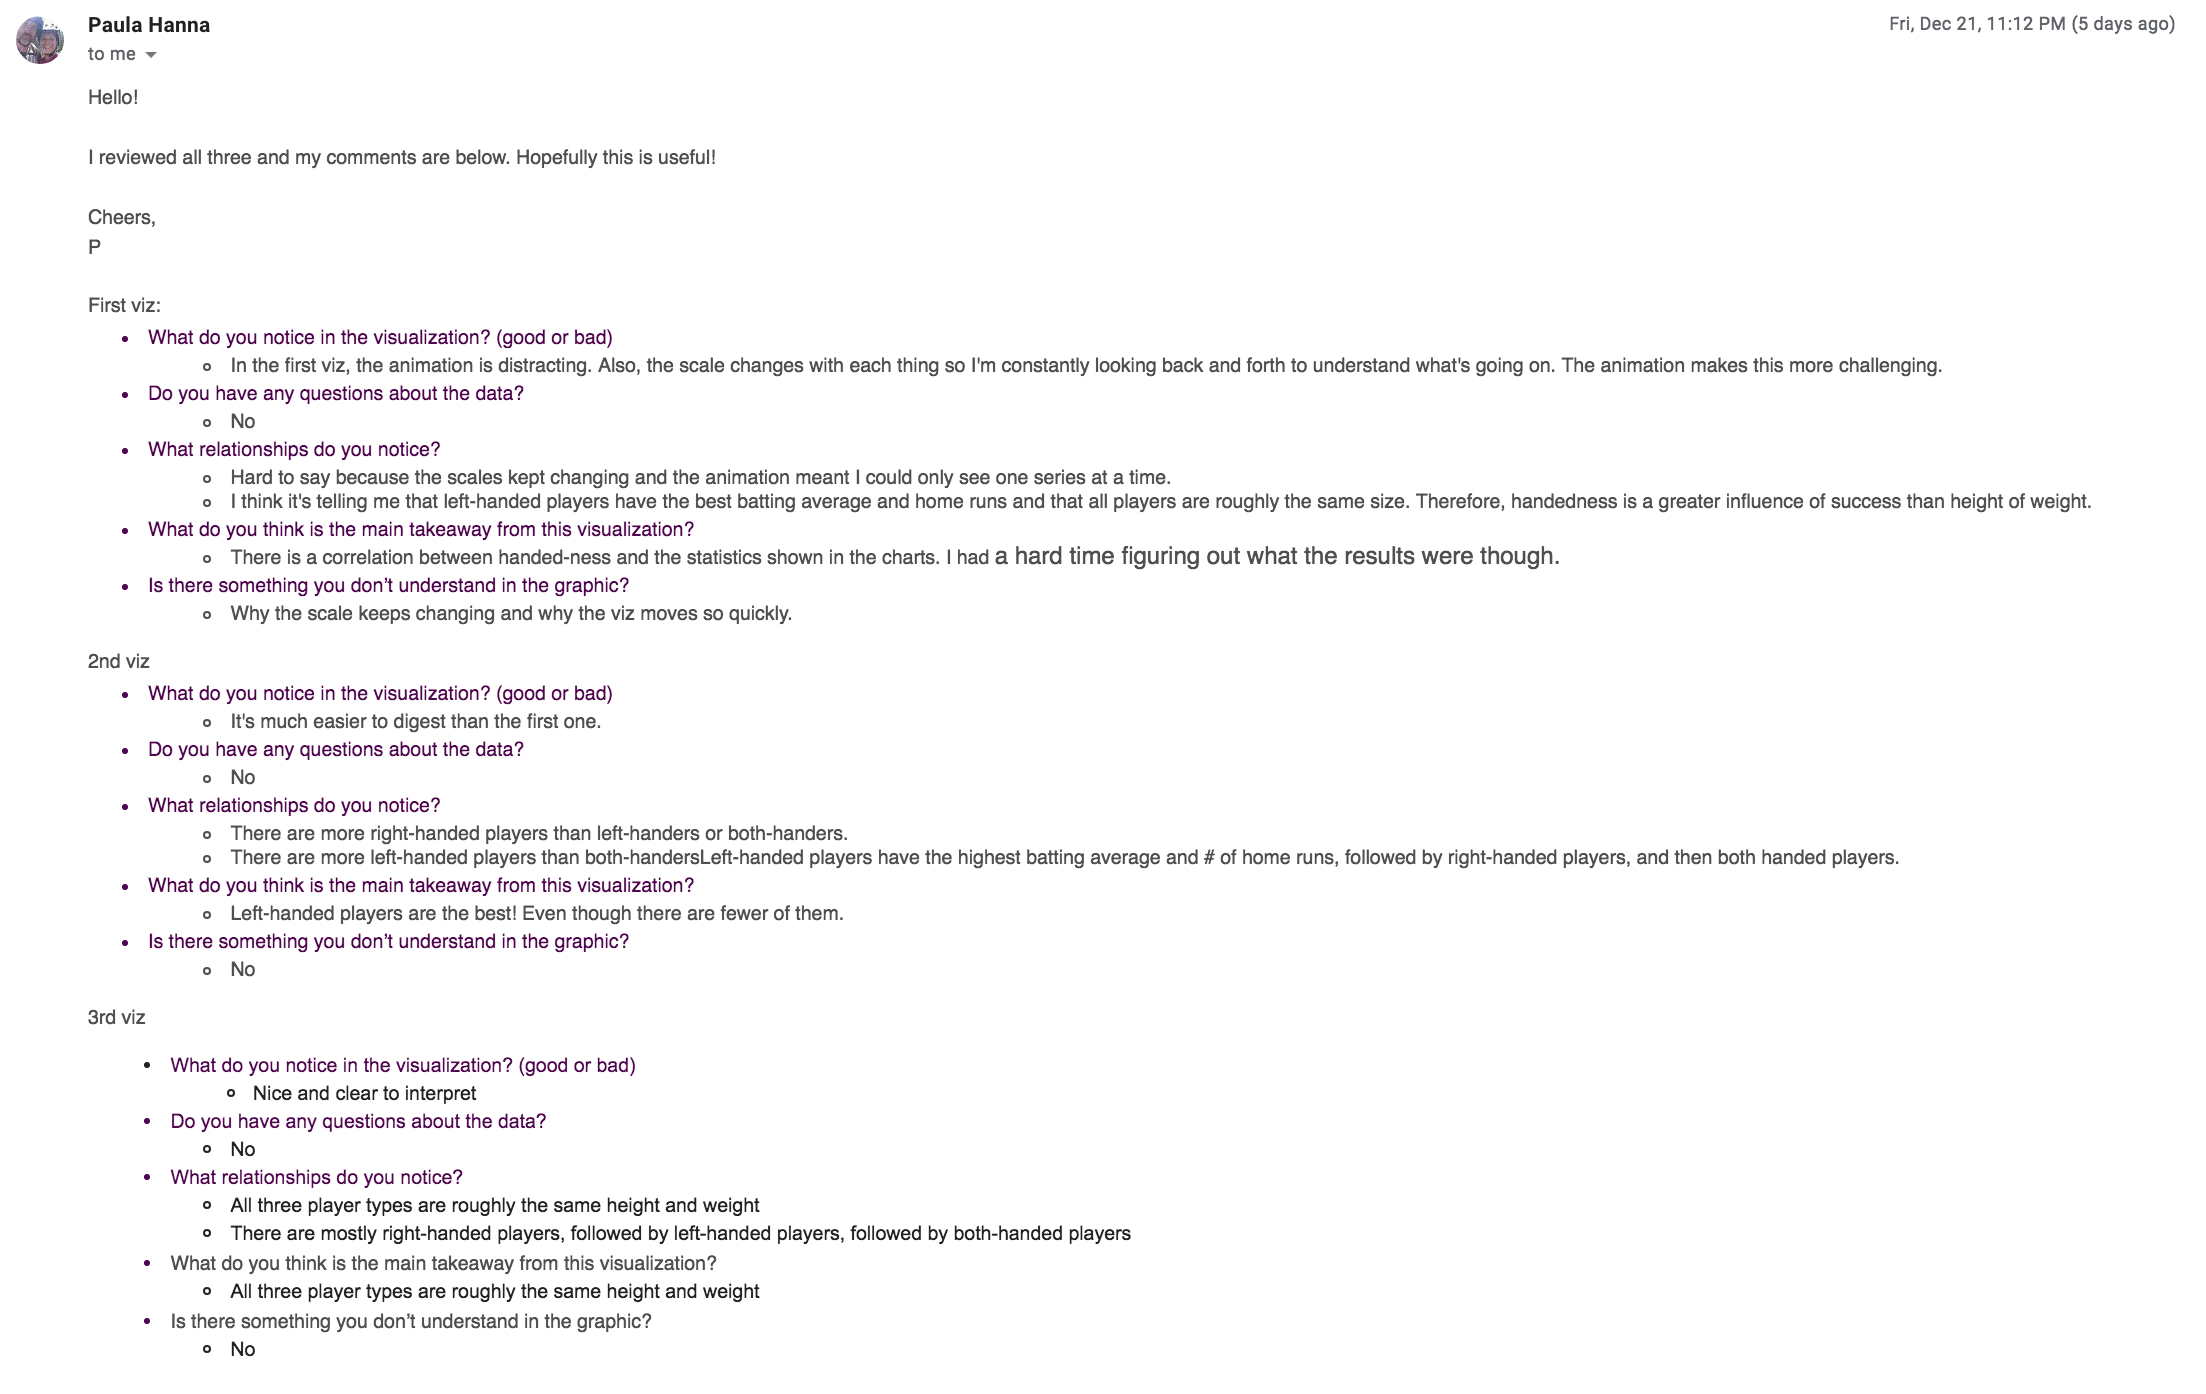 Paula Hanna
Fri, Dec 21, 11:12 PM (5 days ago)
to me
Hello!
I reviewed all three and my comments are below. Hopefully this is useful!
Cheers,
P
First viz:
• What do you notice in the visualization? (good or bad)
o In the first viz, the animation is distracting. Also, the scale changes with each thing so I'm constantly looking back and forth to understand what's going on. The animation makes this more challenging.
• Do you have any questions about the data?
o No
• What relationships do you notice?
o Hard to say because the scales kept changing and the animation meant I could only see one series at a time.
o I think it's telling me that left-handed players have the best batting average and home runs and that all players are roughly the same size. Therefore, handedness is a greater influence of success than height of weight.
• What do you think is the main takeaway from this visualization?
o There is a correlation between handed-ness and the statistics shown in the charts. I had a hard time figuring out what the results were though.
• Is there something you don’t understand in the graphic?
o Why the scale keeps changing and why the viz moves so quickly.
2nd viz
• What do you notice in the visualization? (good or bad)
o It's much easier to digest than the first one.
• Do you have any questions about the data?
o No
• What relationships do you notice?
o There are more right-handed players than left-handers or both-handers.
o There are more left-handed players than both-handersLeft-handed players have the highest batting average and # of home runs, followed by right-handed players, and then both handed players.
• What do you think is the main takeaway from this visualization?
o Left-handed players are the best! Even though there are fewer of them.
• Is there something you don’t understand in the graphic?
o No
3rd viz
• What do you notice in the visualization? (good or bad)
o Nice and clear to interpret
• Do you have any questions about the data?
o No
• What relationships do you notice?
o All three player types are roughly the same height and weight
o There are mostly right-handed players, followed by left-handed players, followed by both-handed players
• What do you think is the main takeaway from this visualization?
o All three player types are roughly the same height and weight
• Is there something you don’t understand in the graphic?
o No